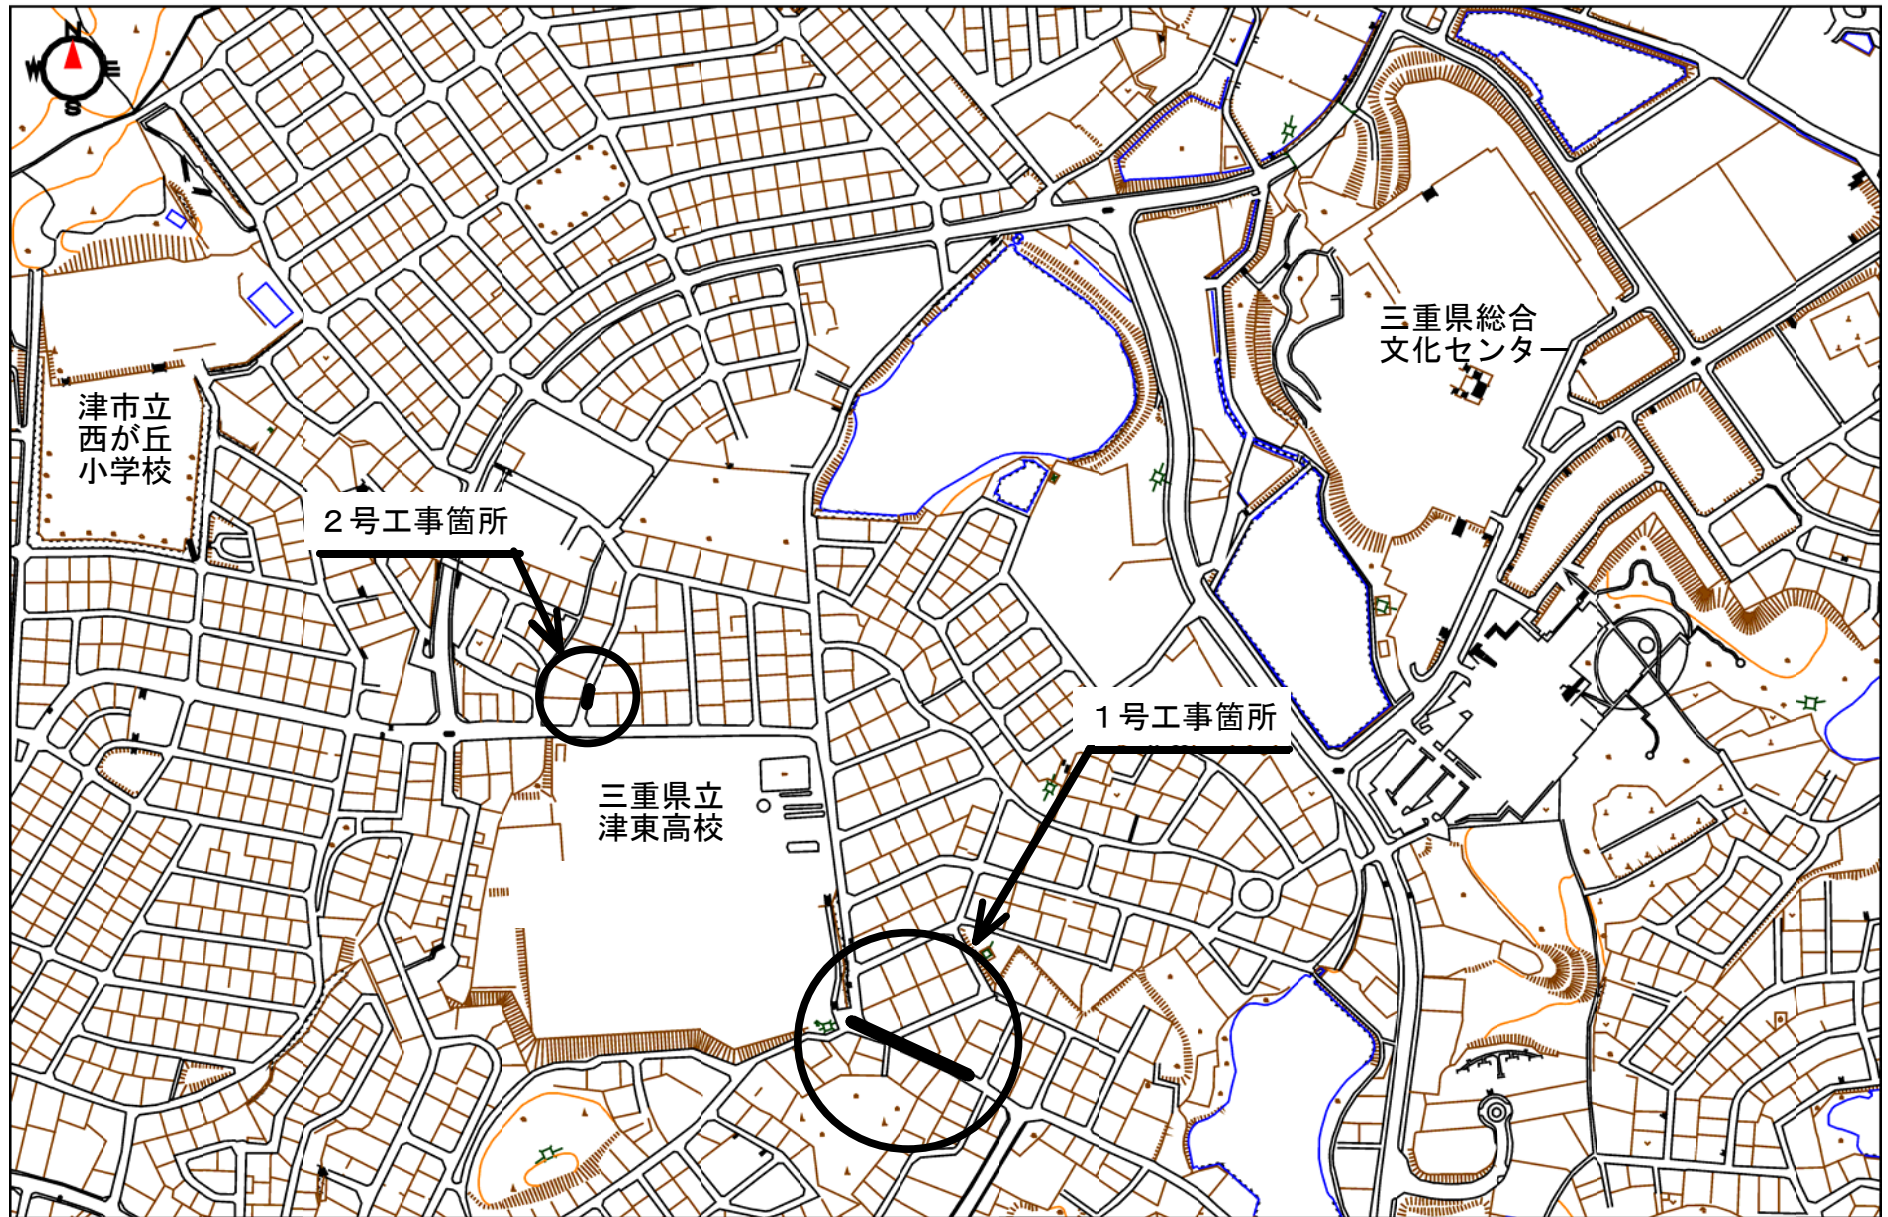 N
W
E
S
三重県総合
文化センター
津市立
西が丘
小学校
２号工事箇所
１号工事箇所
三重県立
津東高校